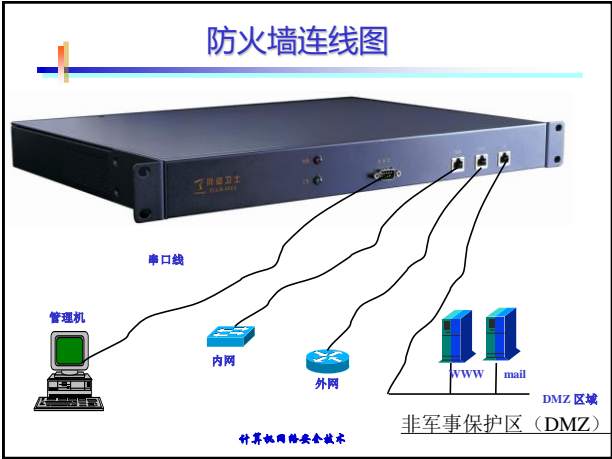 防火墙连线图
串口线
管理机
内网
外网
WWW mail
DMZ 区域
非军事保护区（DMZ）
计算机网络安全技术